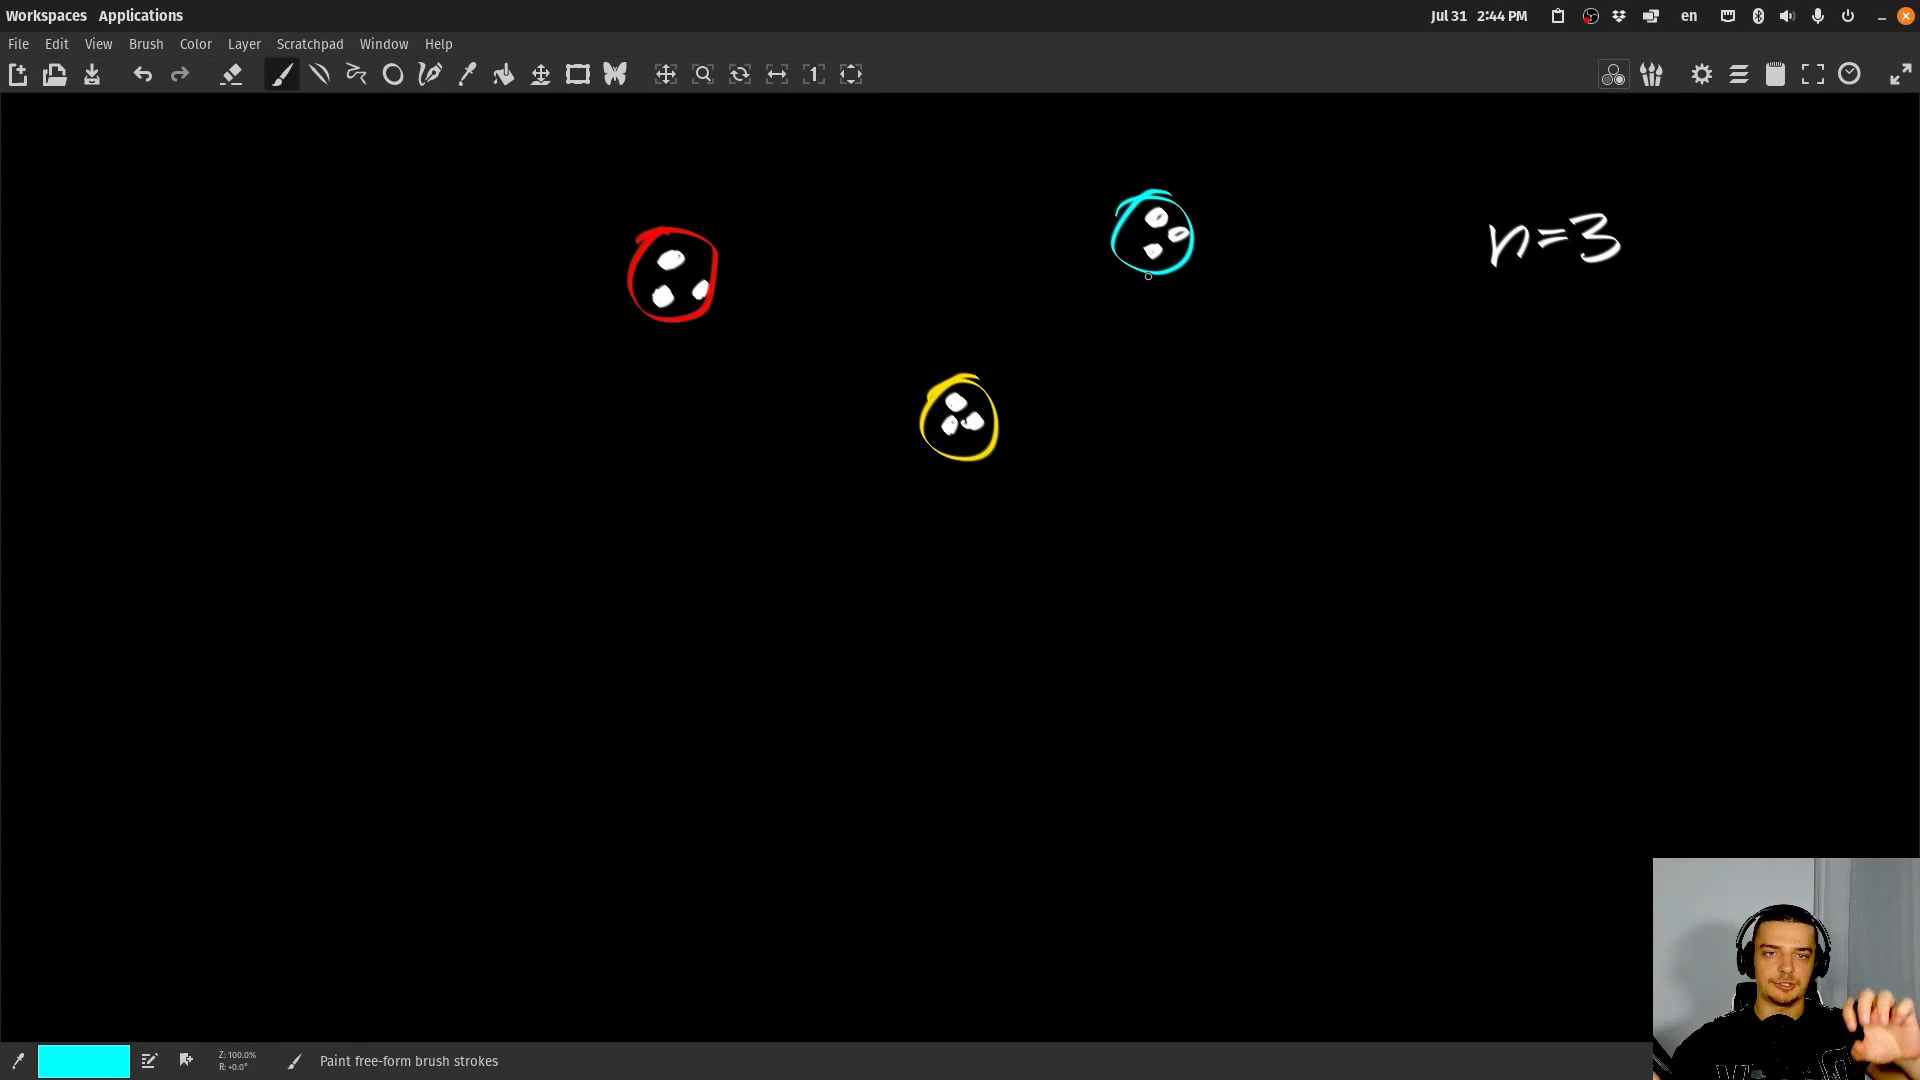 Workspaces Applications Jul 31 2:44 PM en
File Edit View Brush Color Layer Scratchpad Window Help
1
n=3
Z: 100.0%
R: +0.0°
Paint free-form brush strokes